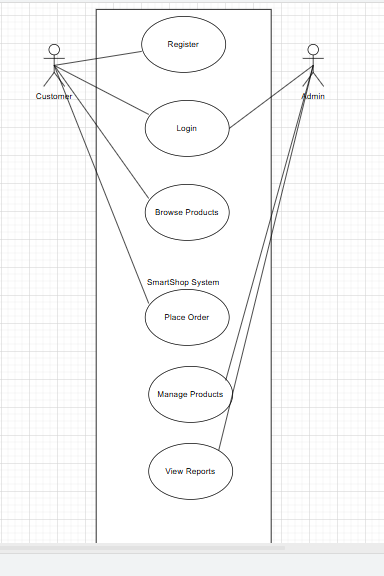 Register
Customer
Admin
Login
Browse Products
SmartShop System
Place Order
Manage Products
View Reports